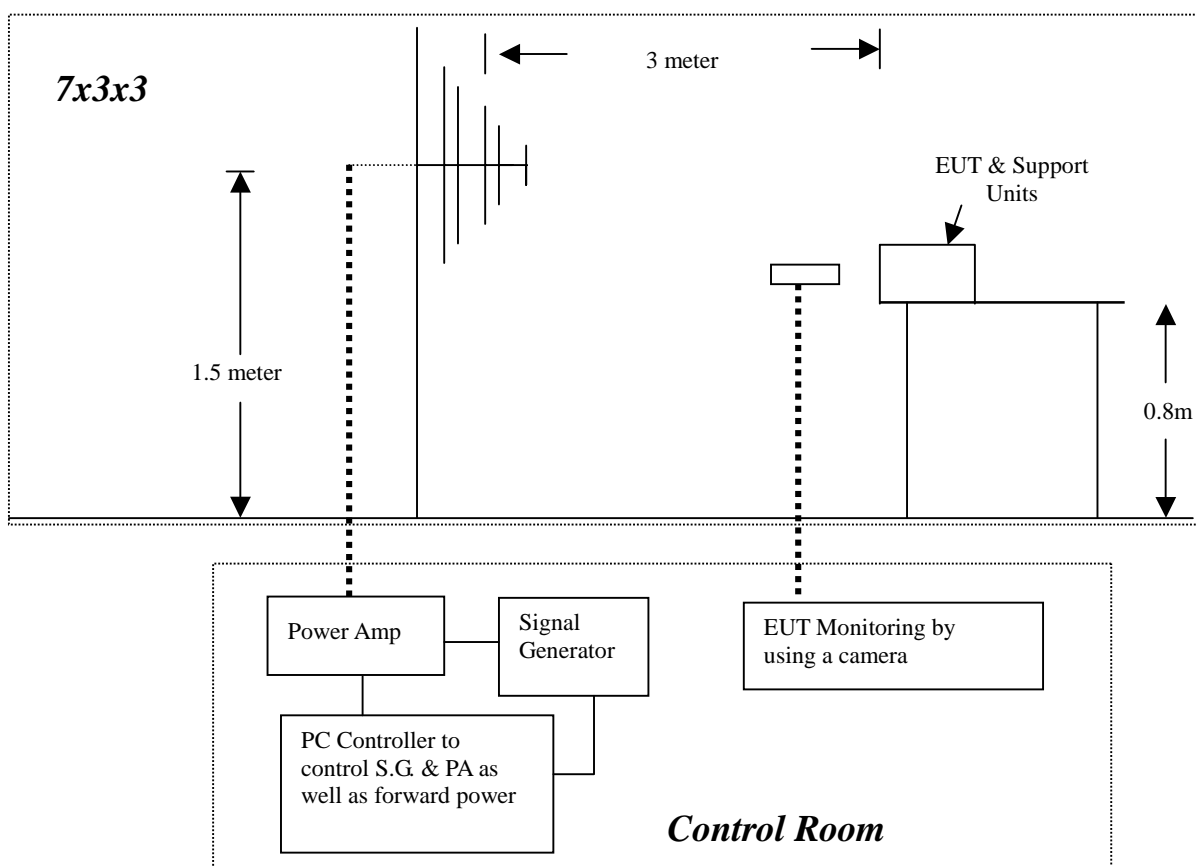 7x3x3
3 meter
EUT & Support
Units
1.5 meter
0.8m
Power Amp
Signal
Generator
EUT Monitoring by
using a camera
PC Controller to
control S.G. & PA as
well as forward power
Control Room